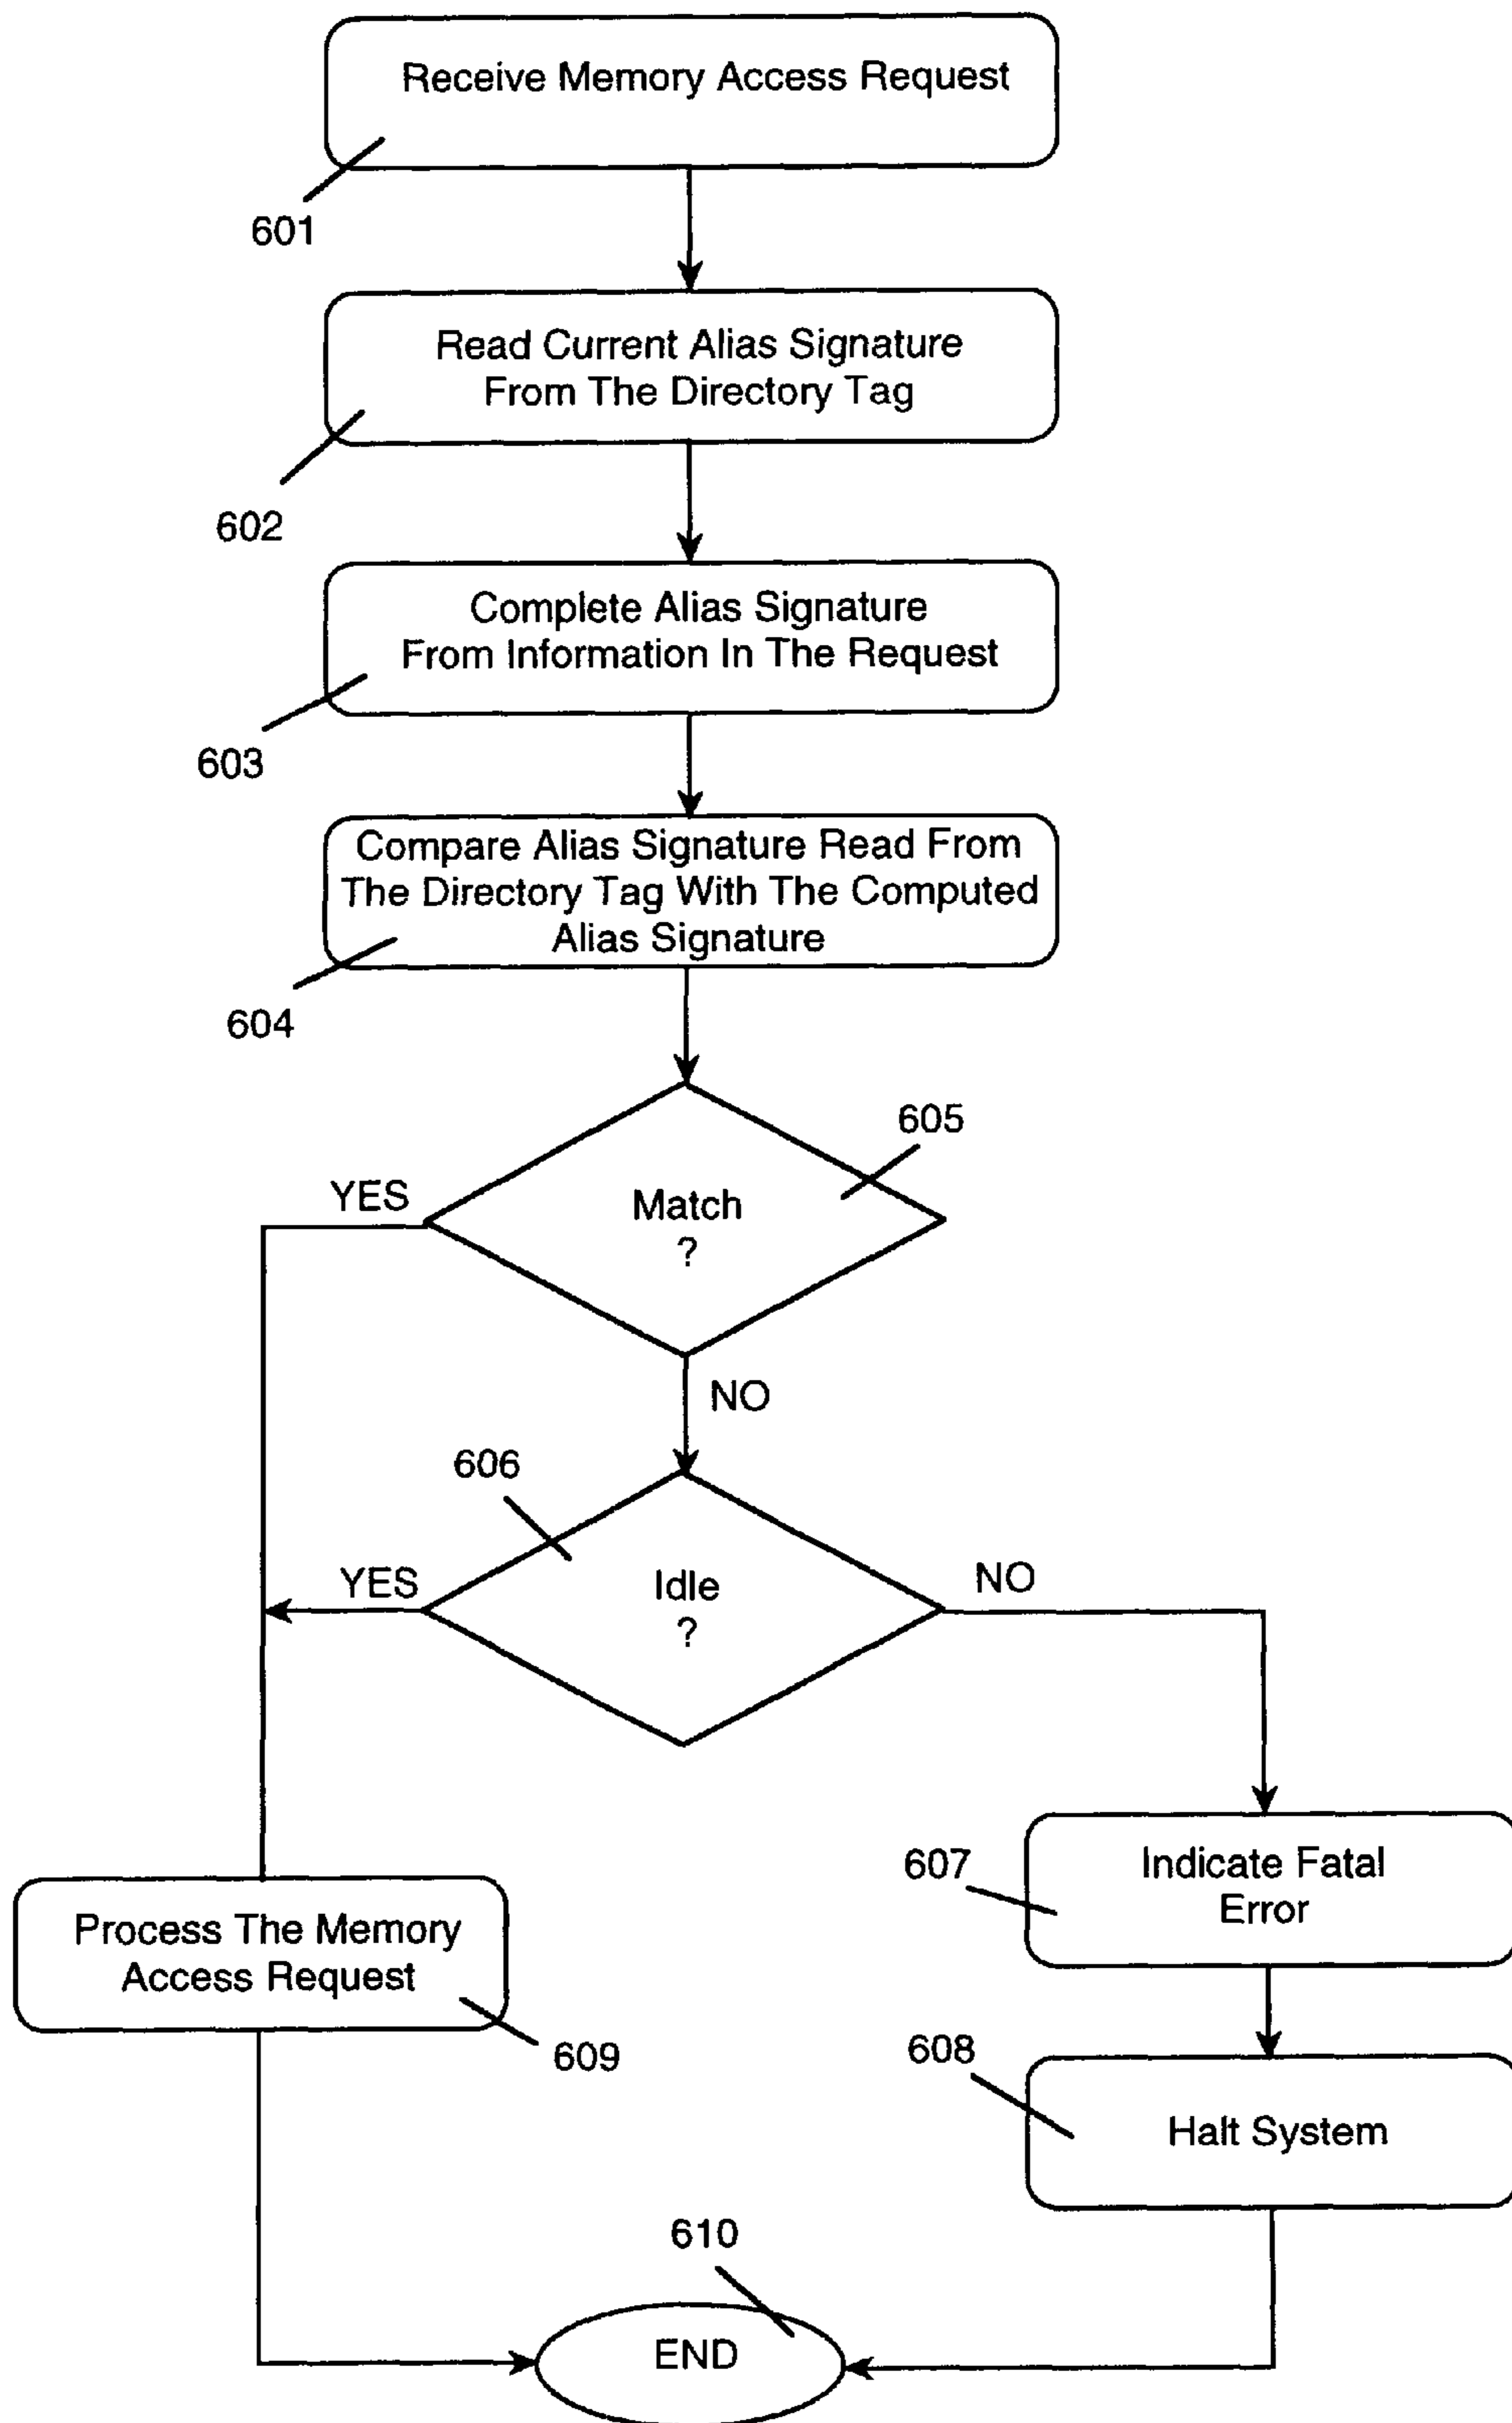 Receive Memory Access Request
601
Read Current Alias Signature
From The Directory Tag
602
Complete Alias Signature
From Information In The Request
603
Compare Alias Signature Read From
The Directory Tag With The Computed
Alias Signature
604
605
YES
Match
?
NO
606
YES
Idle
?
NO
607
Indicate Fatal
Error
Process The Memory
Access Request
609
608
Halt System
610
END